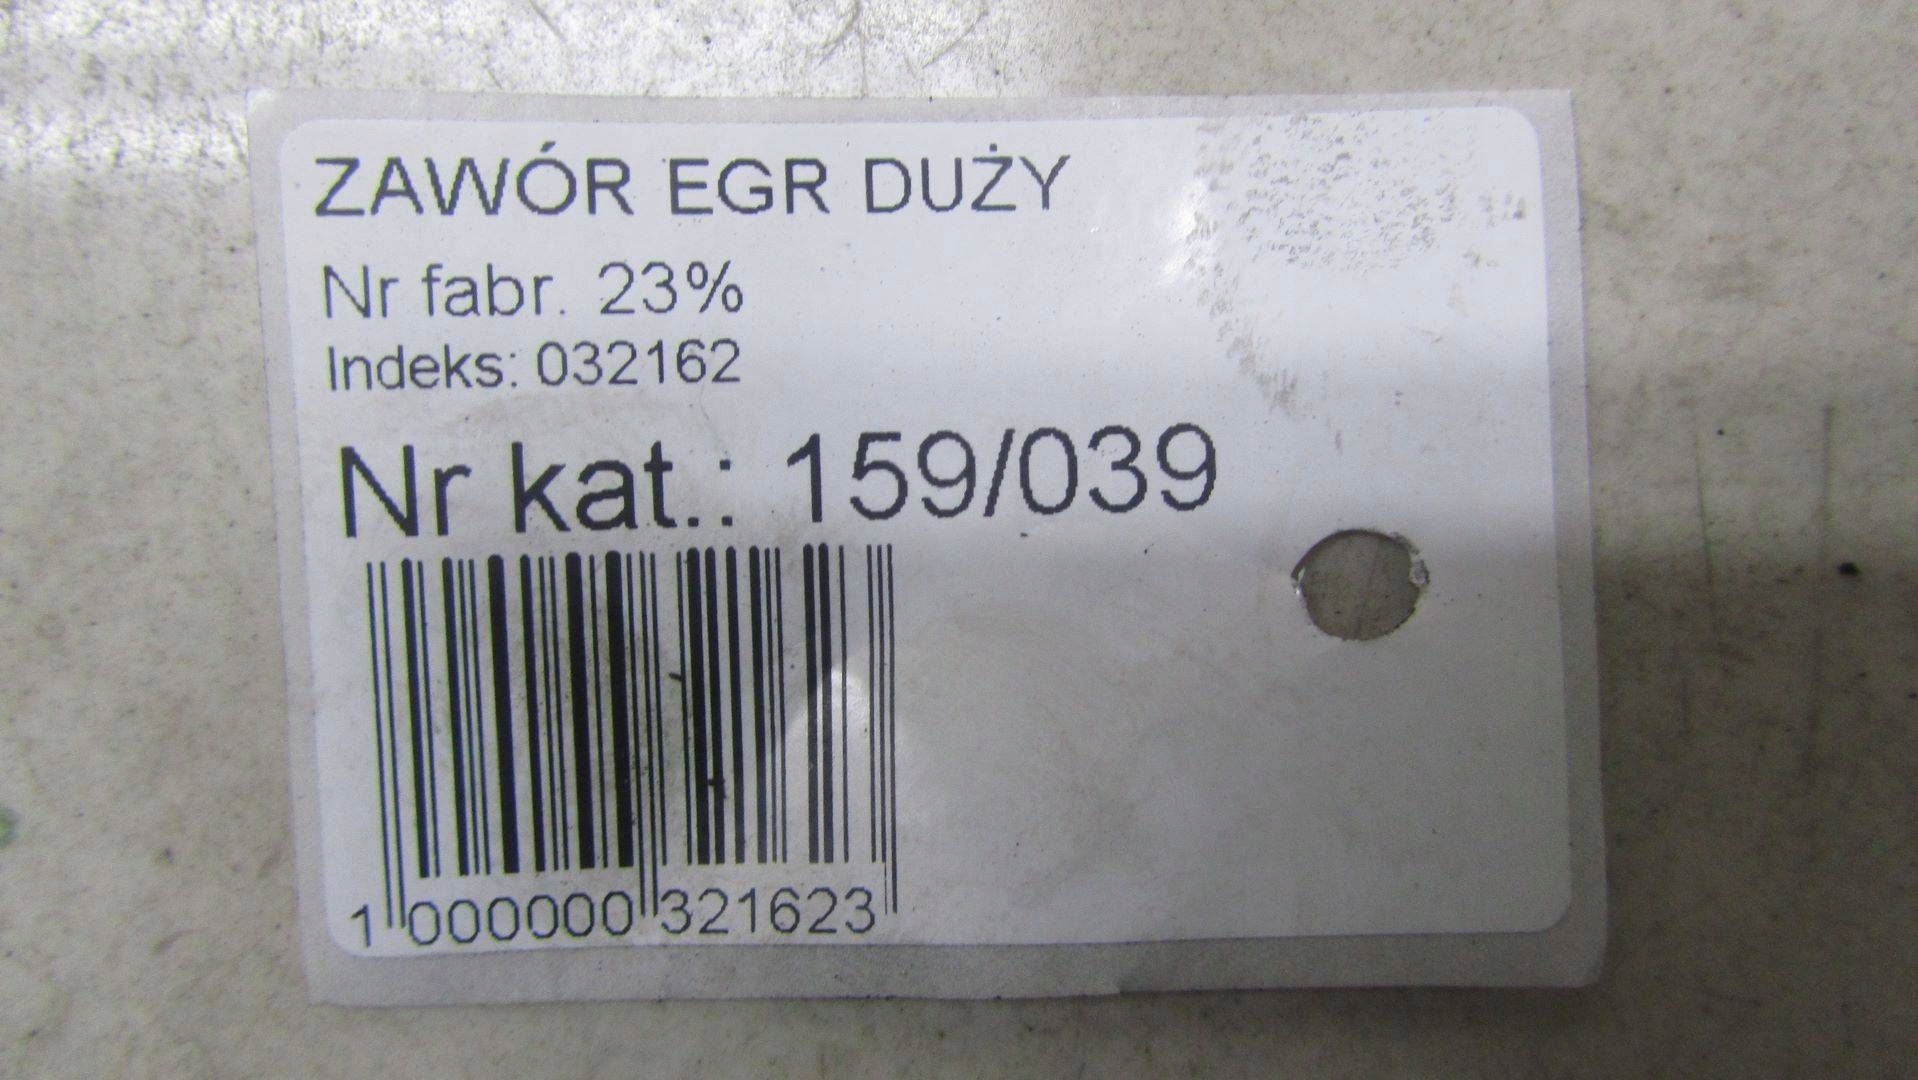 ZAWÓR EGR DUŻY
Nr fabr. 23%
Indeks: 032162
Nr kat.: 159/039
1 000000 321623